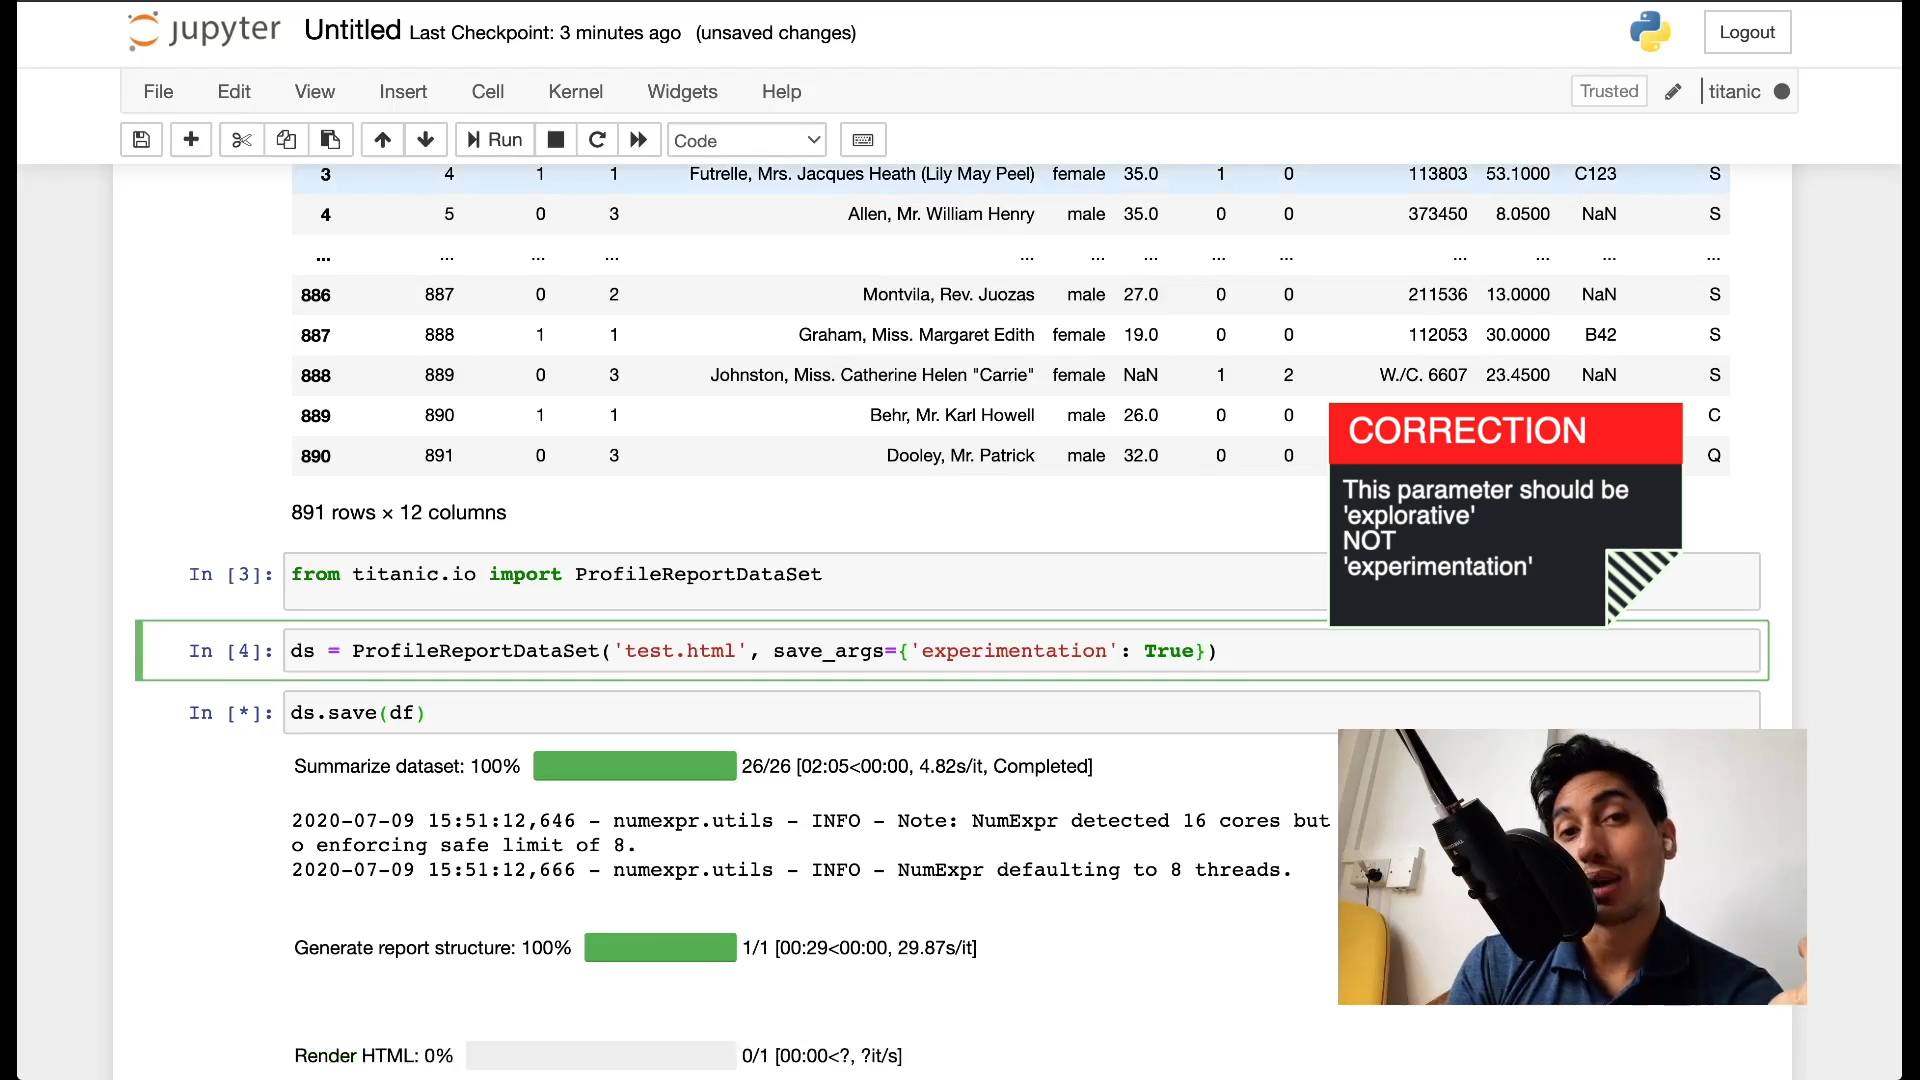 jupyter Untitled Last Checkpoint: 3 minutes ago (unsaved changes) Logout
File Edit View Insert Cell Kernel Widgets Help Trusted titanic
Run Code
3 4 1 1 Futrelle, Mrs. Jacques Heath (Lily May Peel) female 35.0 1 0 113803 53.1000 C123 S
4 5 0 3 Allen, Mr. William Henry male 35.0 0 0 373450 8.0500 NaN S
... ... ... ... ... ... ... ... ... ... ... ... ...
886 887 0 2 Montvila, Rev. Juozas male 27.0 0 0 211536 13.0000 NaN S
887 888 1 1 Graham, Miss. Margaret Edith female 19.0 0 0 112053 30.0000 B42 S
888 889 0 3 Johnston, Miss. Catherine Helen "Carrie" female NaN 1 2 W./C. 6607 23.4500 NaN S
889 890 1 1 Behr, Mr. Karl Howell male 26.0 0 0 C
890 891 0 3 Dooley, Mr. Patrick male 32.0 0 0 Q
CORRECTION
This parameter should be
'explorative'
NOT
'experimentation'
891 rows × 12 columns
In [3]: from titanic.io import ProfileReportDataSet
In [4]: ds = ProfileReportDataSet('test.html', save_args={'experimentation': True})
In [*]: ds.save(df)
Summarize dataset: 100% 26/26 [02:05<00:00, 4.82s/it, Completed]
2020-07-09 15:51:12,646 - numexpr.utils - INFO - Note: NumExpr detected 16 cores but
o enforcing safe limit of 8.
2020-07-09 15:51:12,666 - numexpr.utils - INFO - NumExpr defaulting to 8 threads.
Generate report structure: 100% 1/1 [00:29<00:00, 29.87s/it]
Render HTML: 0% 0/1 [00:00<?, ?it/s]